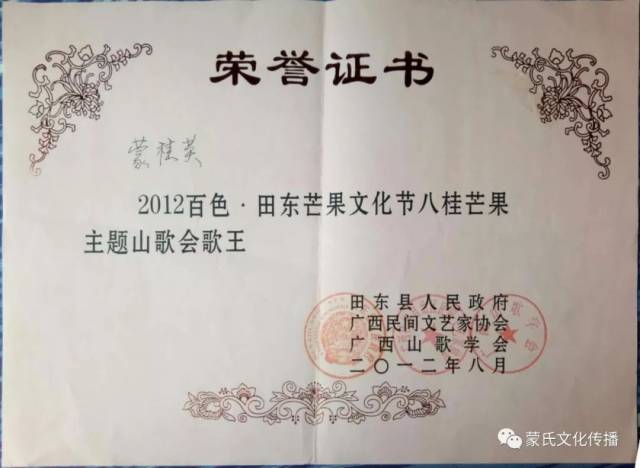 荣誉证书
蒙桂英
2012百色·田东芒果文化节八桂芒果
主题山歌会歌王
田东县人民政府
广西民间文艺家协会
广西山歌学会
二〇一二年八月
蒙氏文化传播